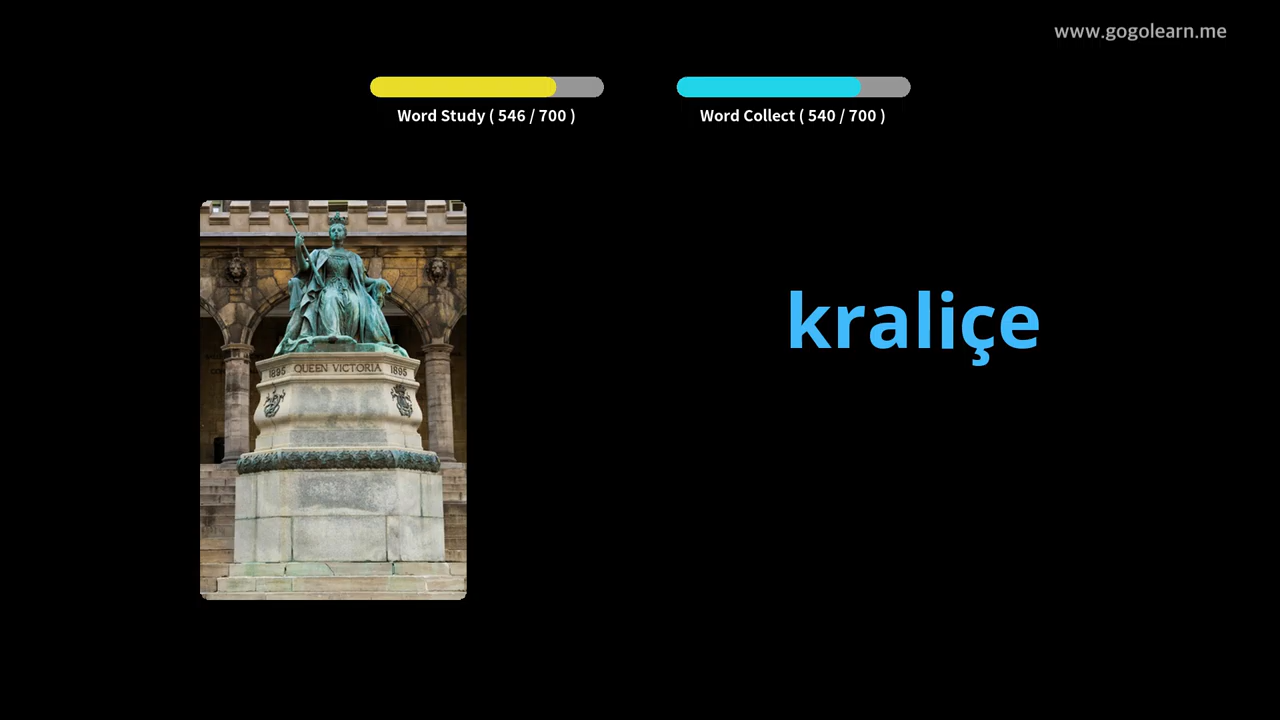 www.gogolearn.me
Word Study ( 546 / 700 )
Word Collect ( 540 / 700 )
kraliçe
1895 QUEEN VICTORIA 1895